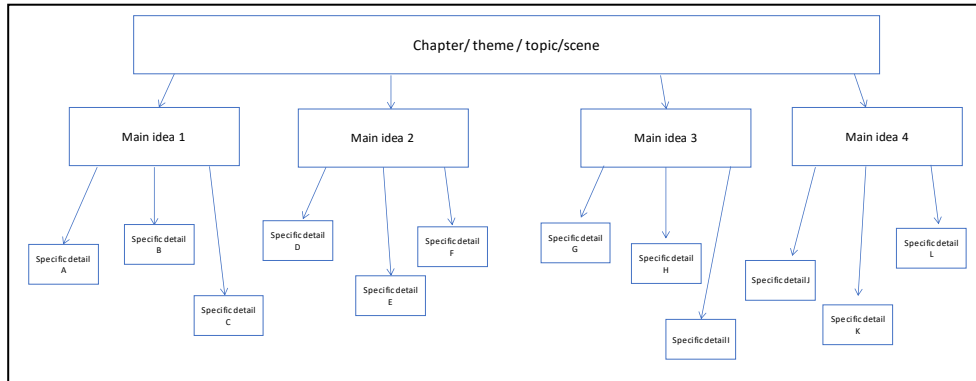 Chapter/ theme / topic/scene
Main idea 1
Main idea 2
Main idea 3
Main idea 4
Specific detail
A
Specific detail
B
Specific detail
C
Specific detail
D
Specific detail
E
Specific detail
F
Specific detail
G
Specific detail
H
Specific detail I
Specific detail J
Specific detail
K
Specific detail
L